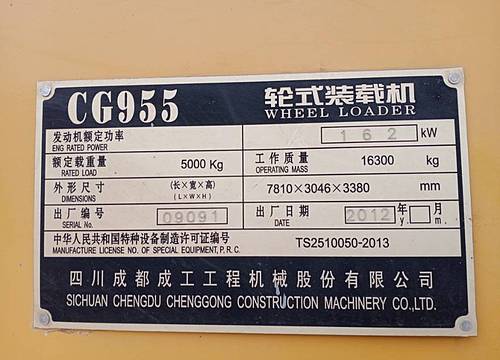 CG955 轮式装载机
WHEEL LOADER
发动机额定功率 162 kW
ENG RATED POWER
额定载重量 5000 Kg 工作质量 16300 kg
RATED LOAD OPERATING MASS
外形尺寸 (长×宽×高) 7810×3046×3380 mm
DIMENSION (L×W×H)
出厂编号 09091 出厂日期 2012 年 月
SERIAL No. DATE y. m.
中华人民共和国特种设备制造许可证编号 TS2510050-2013
MANUFACTURE LICENSE NO. OF SPECIAL EQUIPMENT, P. R. C.
四川成都成工工程机械股份有限公司
SICHUAN CHENGDU CHENGGONG CONSTRUCTION MACHINERY CO.,LTD.